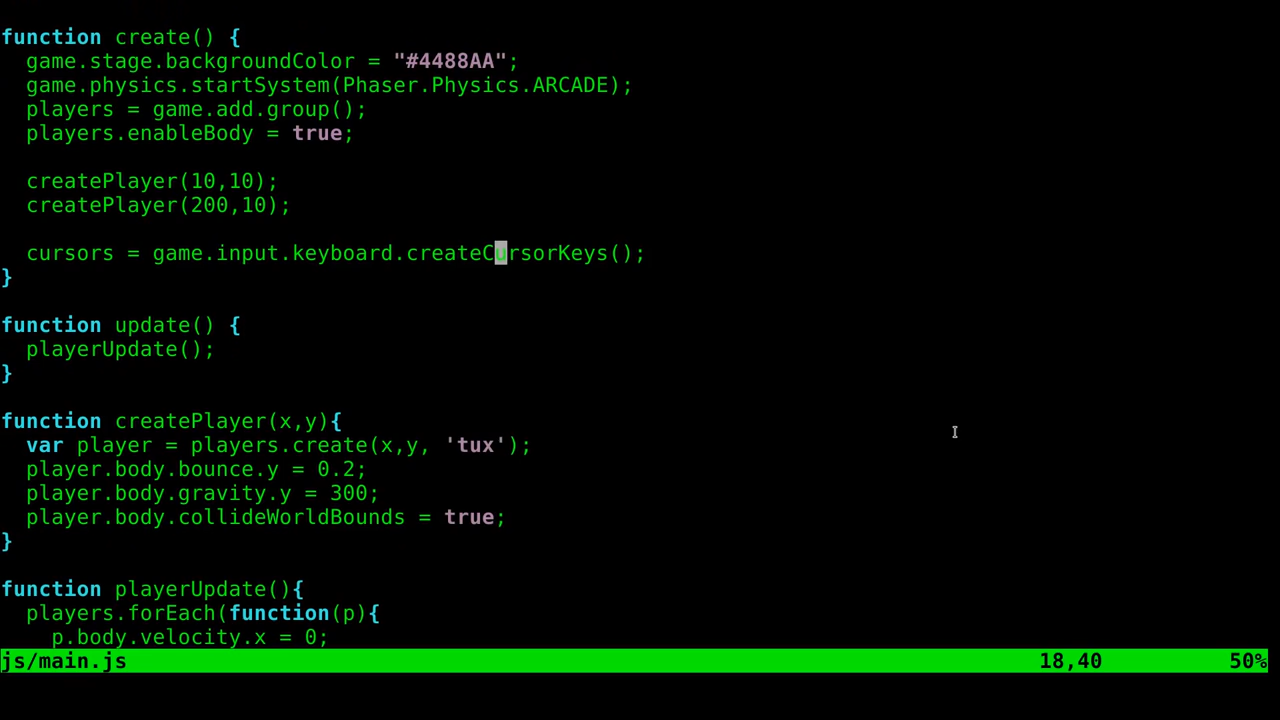 function create() {
  game.stage.backgroundColor = "#4488AA";
  game.physics.startSystem(Phaser.Physics.ARCADE);
  players = game.add.group();
  players.enableBody = true;

  createPlayer(10,10);
  createPlayer(200,10);

  cursors = game.input.keyboard.createCursorKeys();
}

function update() {
  playerUpdate();
}

function createPlayer(x,y){
  var player = players.create(x,y, 'tux');
  player.body.bounce.y = 0.2;
  player.body.gravity.y = 300;
  player.body.collideWorldBounds = true;
}

function playerUpdate(){
  players.forEach(function(p){
    p.body.velocity.x = 0;
js/main.js 18,40 50%